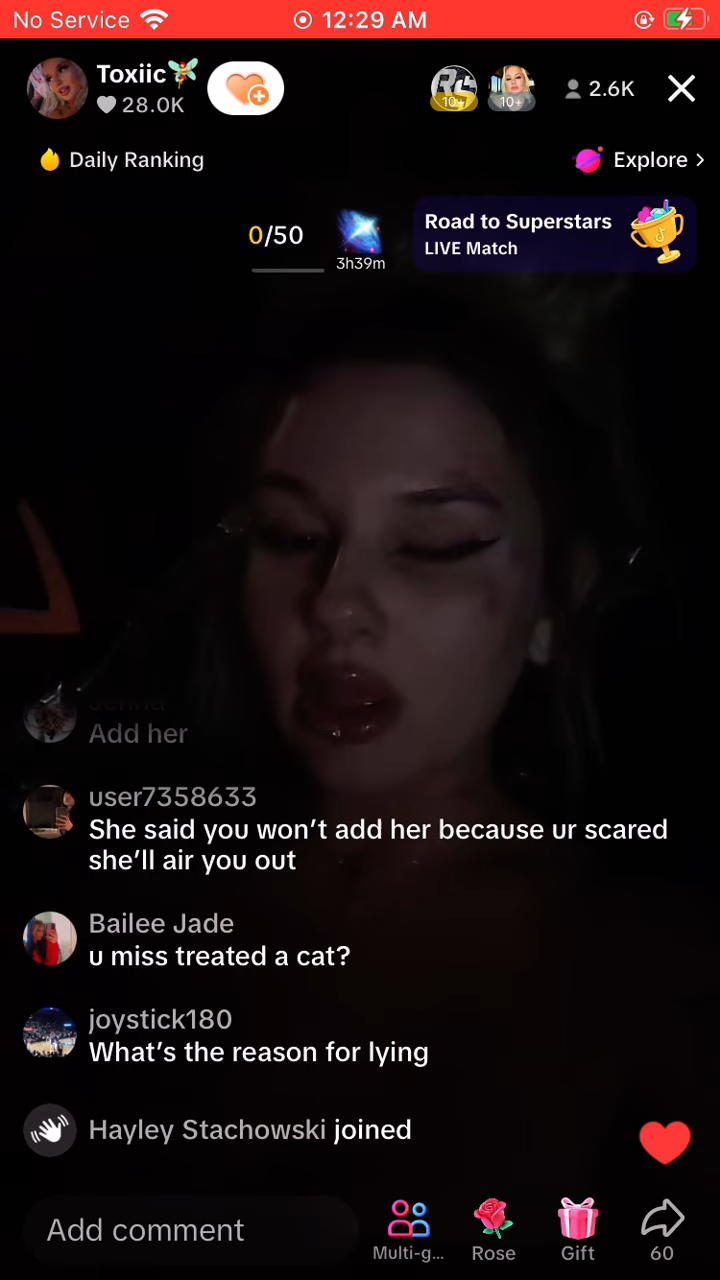 No Service
12:29 AM
Toxiic
28.0K
10+
10+
2.6K
Daily Ranking
Explore >
0/50
3h39m
Road to Superstars
LIVE Match
Jenna
Add her
user7358633
She said you won't add her because ur scared
she'll air you out
Bailee Jade
u miss treated a cat?
joystick180
What's the reason for lying
Hayley Stachowski joined
Add comment
Multi-g...
Rose
Gift
60